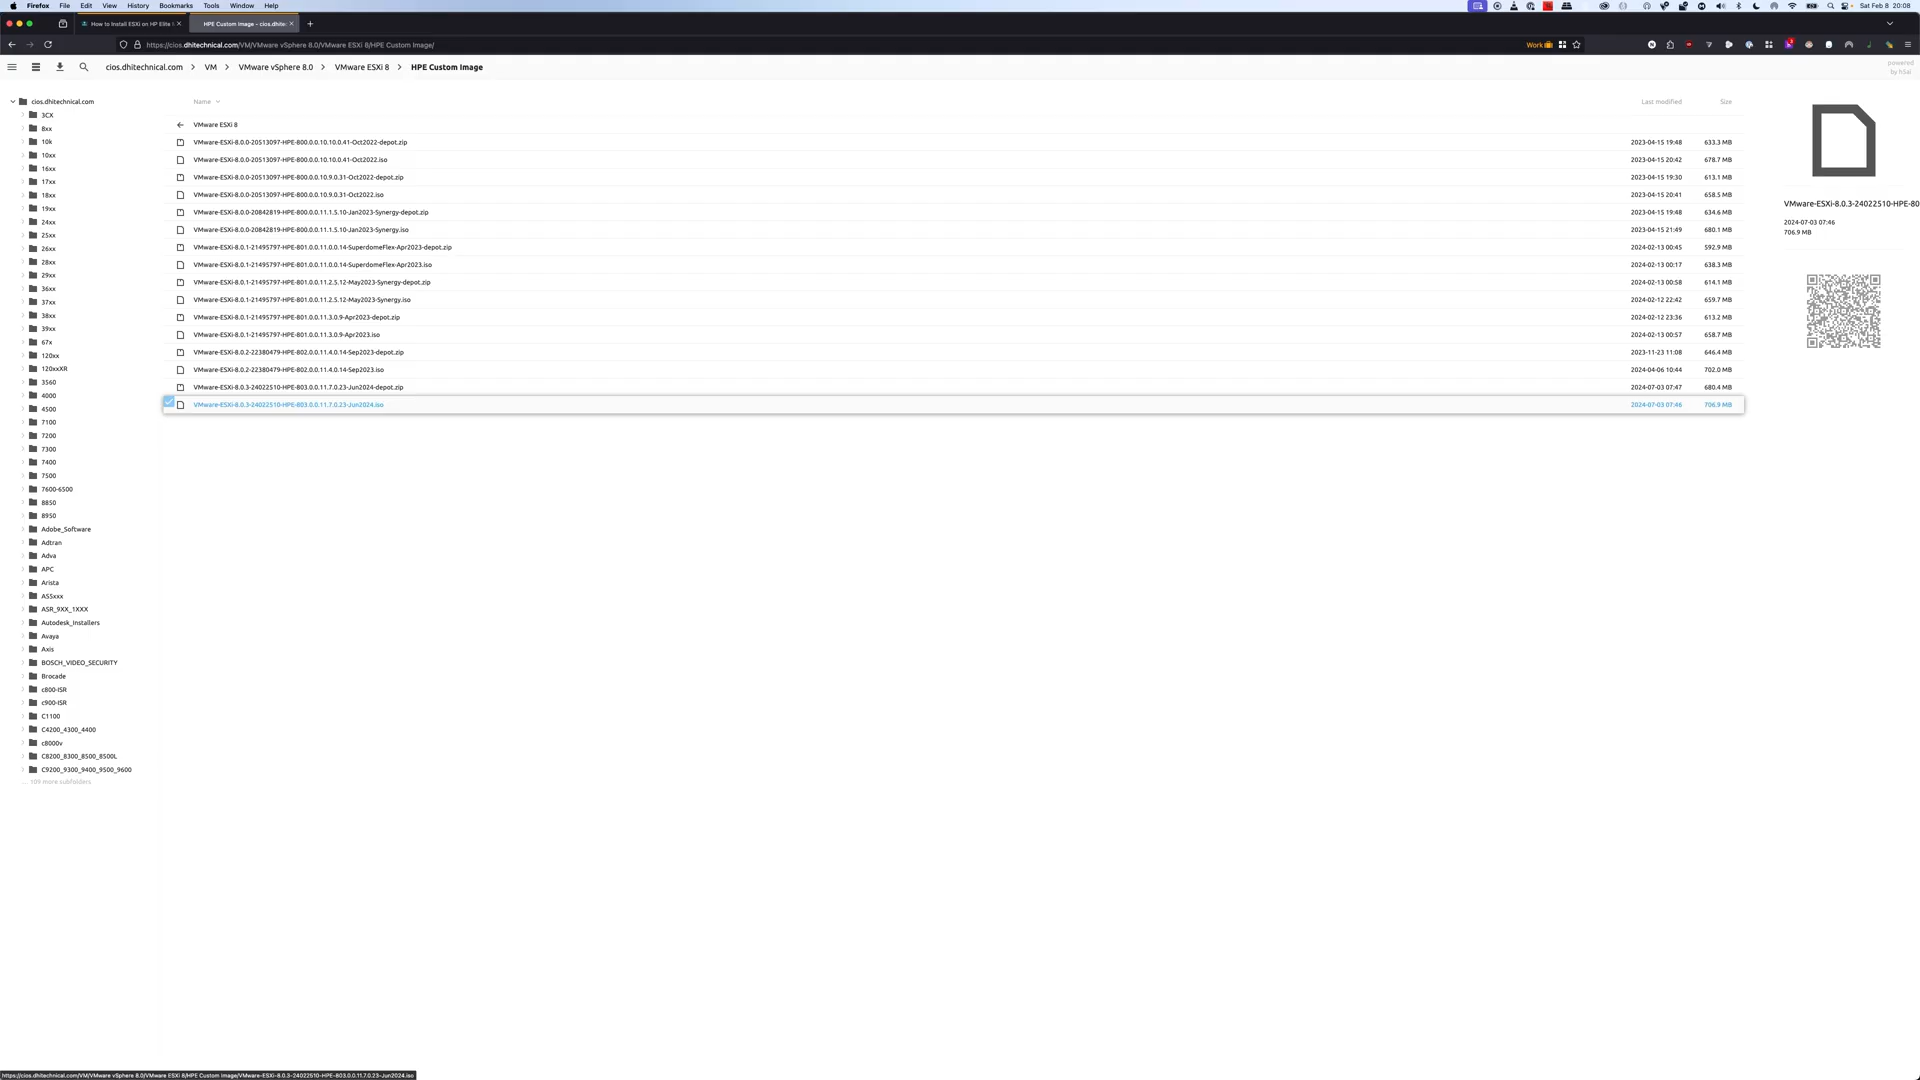 Firefox File Edit View History Bookmarks Tools Window Help Sat Feb 8 20:08
How to Install ESXi on HP Elite HPE Custom Image - cios.dhite
https://cios.dhitechnical.com/VM/VMware vSphere 8.0/VMware ESXi 8/HPE Custom Image/ Work
cios.dhitechnical.com > VM > VMware vSphere 8.0 > VMware ESXi 8 > HPE Custom Image
powered
by h5ai
cios.dhitechnical.com
3CX
8xx
10k
10xx
16xx
17xx
18xx
19xx
24xx
25xx
26xx
28xx
29xx
36xx
37xx
38xx
39xx
67x
120xx
120xxXR
3560
4000
4500
7100
7200
7300
7400
7500
7600-6500
8850
8950
Adobe_Software
Adtran
Adva
APC
Arista
AS5xxx
ASR_9XX_1XXX
Autodesk_Installers
Avaya
Axis
BOSCH_VIDEO_SECURITY
Brocade
c800-ISR
c900-ISR
C1100
C4200_4300_4400
c8000v
C8200_8300_8500_8500L
C9200_9300_9400_9500_9600
... +89 more subfolders
Name Last modified Size
VMware ESXi 8
VMware-ESXi-8.0.0-20513097-HPE-800.0.0.10.10.0.41-Oct2022-depot.zip 2023-04-15 19:48 633.3 MB
VMware-ESXi-8.0.0-20513097-HPE-800.0.0.10.10.0.41-Oct2022.iso 2023-04-15 20:42 678.7 MB
VMware-ESXi-8.0.0-20513097-HPE-800.0.0.10.9.0.31-Oct2022-depot.zip 2023-04-15 19:30 613.1 MB
VMware-ESXi-8.0.0-20513097-HPE-800.0.0.10.9.0.31-Oct2022.iso 2023-04-15 20:41 658.5 MB
VMware-ESXi-8.0.0-20842819-HPE-800.0.0.11.1.5.10-Jan2023-Synergy-depot.zip 2023-04-15 19:48 634.6 MB
VMware-ESXi-8.0.0-20842819-HPE-800.0.0.11.1.5.10-Jan2023-Synergy.iso 2023-04-15 21:49 680.1 MB
VMware-ESXi-8.0.1-21495797-HPE-801.0.0.11.0.0.14-SuperdomeFlex-Apr2023-depot.zip 2024-02-13 00:45 592.9 MB
VMware-ESXi-8.0.1-21495797-HPE-801.0.0.11.0.0.14-SuperdomeFlex-Apr2023.iso 2024-02-13 00:17 638.3 MB
VMware-ESXi-8.0.1-21495797-HPE-801.0.0.11.2.5.12-May2023-Synergy-depot.zip 2024-02-13 00:58 614.1 MB
VMware-ESXi-8.0.1-21495797-HPE-801.0.0.11.2.5.12-May2023-Synergy.iso 2024-02-12 22:42 659.7 MB
VMware-ESXi-8.0.1-21495797-HPE-801.0.0.11.3.0.9-Apr2023-depot.zip 2024-02-12 23:36 613.2 MB
VMware-ESXi-8.0.1-21495797-HPE-801.0.0.11.3.0.9-Apr2023.iso 2024-02-13 00:57 658.7 MB
VMware-ESXi-8.0.2-22380479-HPE-802.0.0.11.4.0.14-Sep2023-depot.zip 2023-11-23 11:08 646.4 MB
VMware-ESXi-8.0.2-22380479-HPE-802.0.0.11.4.0.14-Sep2023.iso 2024-04-06 10:44 702.0 MB
VMware-ESXi-8.0.3-24022510-HPE-803.0.0.11.7.0.23-Jun2024-depot.zip 2024-07-03 07:47 680.4 MB
VMware-ESXi-8.0.3-24022510-HPE-803.0.0.11.7.0.23-Jun2024.iso 2024-07-03 07:46 706.9 MB
VMware-ESXi-8.0.3-24022510-HPE-80
2024-07-03 07:46
706.9 MB
https://cios.dhitechnical.com/VM/VMware vSphere 8.0/VMware ESXi 8/HPE Custom Image/VMware-ESXi-8.0.3-24022510-HPE-803.0.0.11.7.0.23-Jun2024.iso